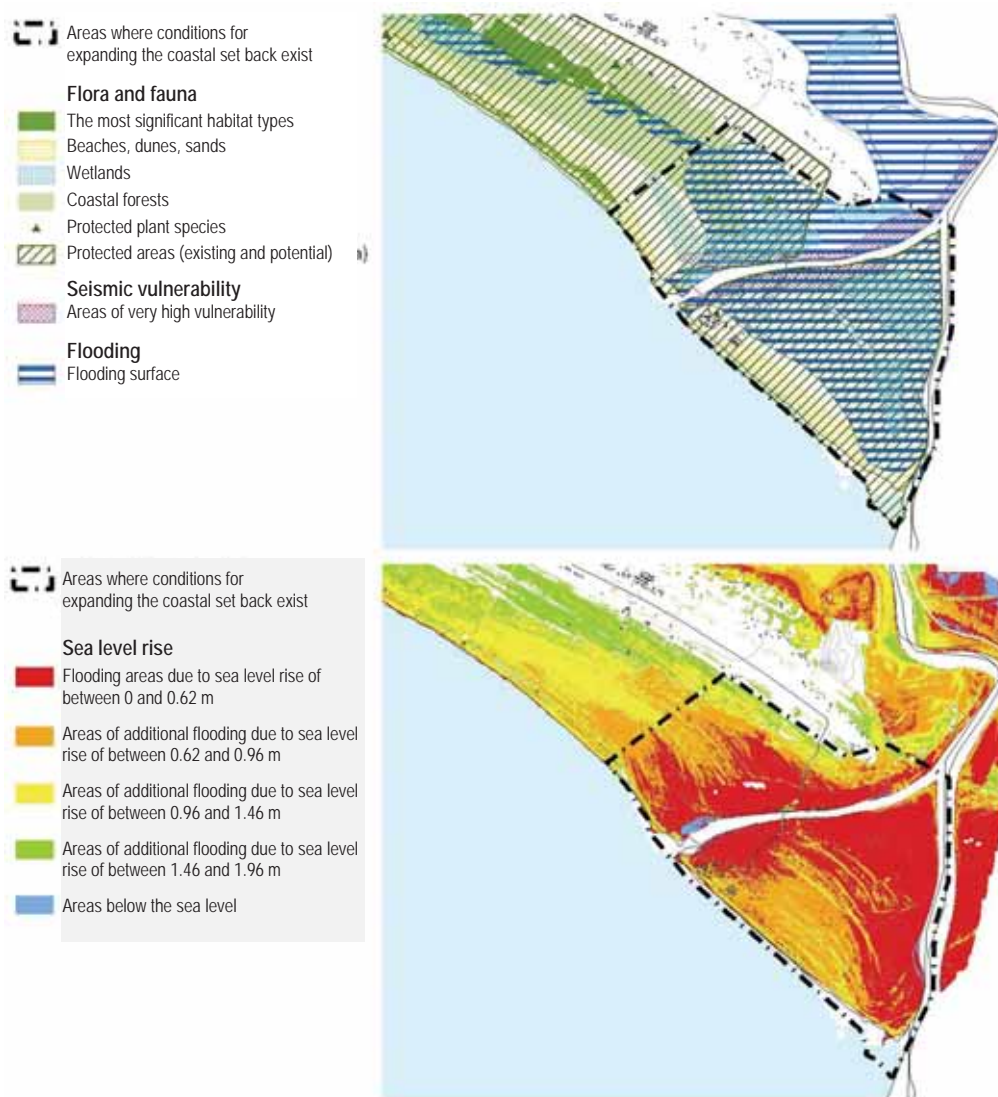 Areas where conditions for
expanding the coastal set back exist
Flora and fauna
The most significant habitat types
Beaches, dunes, sands
Wetlands
Coastal forests
Protected plant species
Protected areas (existing and potential)
Seismic vulnerability
Areas of very high vulnerability
Flooding
Flooding surface
Areas where conditions for
expanding the coastal set back exist
Sea level rise
Flooding areas due to sea level rise of
between 0 and 0.62 m
Areas of additional flooding due to sea level
rise of between 0.62 and 0.96 m
Areas of additional flooding due to sea level
rise of between 0.96 and 1.46 m
Areas of additional flooding due to sea level
rise of between 1.46 and 1.96 m
Areas below the sea level